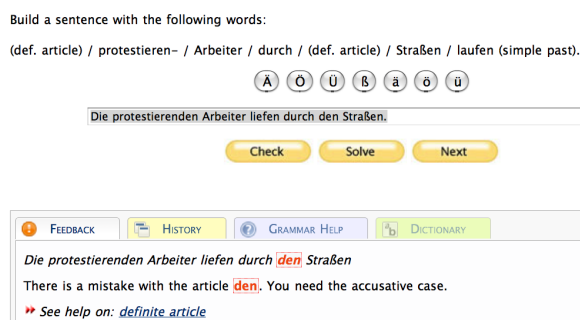 Build a sentence with the following words:
(def. article) / protestieren- / Arbeiter / durch / (def. article) / Straßen / laufen (simple past).
Ä Ö Ü ß ä ö ü
Die protestierenden Arbeiter liefen durch den Straßen.
Check Solve Next
FEEDBACK HISTORY GRAMMAR HELP DICTIONARY
Die protestierenden Arbeiter liefen durch den Straßen
There is a mistake with the article den. You need the accusative case.
See help on: definite article